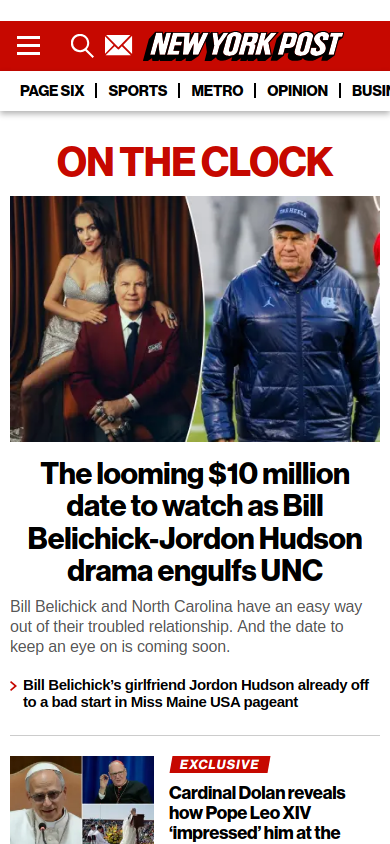 NEW YORK POST
PAGE SIX
SPORTS
METRO
OPINION
BUSIN
ON THE CLOCK
TAR HEELS
The looming $10 million
date to watch as Bill
Belichick-Jordon Hudson
drama engulfs UNC
Bill Belichick and North Carolina have an easy way
out of their troubled relationship. And the date to
keep an eye on is coming soon.
Bill Belichick’s girlfriend Jordon Hudson already off
to a bad start in Miss Maine USA pageant
EXCLUSIVE
Cardinal Dolan reveals
how Pope Leo XIV
‘impressed’ him at the